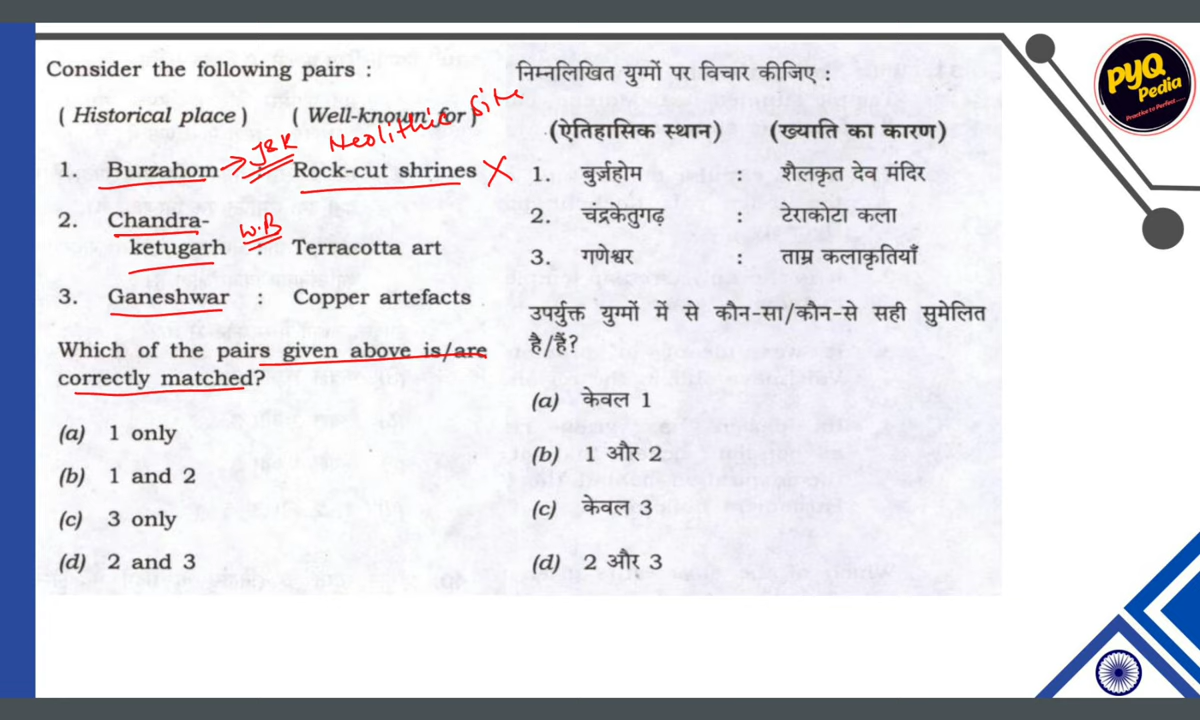 Consider the following pairs :
( Historical place ) ( Well-known for )
1. Burzahom : Rock-cut shrines
2. Chandra-
ketugarh : Terracotta art
3. Ganeshwar : Copper artefacts
Which of the pairs given above is/are
correctly matched?
(a) 1 only
(b) 1 and 2
(c) 3 only
(d) 2 and 3
J&K
Neolithic Site
X
W.B
निम्नलिखित युग्मों पर विचार कीजिए :
(ऐतिहासिक स्थान) (ख्याति का कारण)
1. बुर्ज़होम : शैलकृत देव मंदिर
2. चंद्रकेतुगढ़ : टेराकोटा कला
3. गणेश्वर : ताम्र कलाकृतियाँ
उपर्युक्त युग्मों में से कौन-सा/कौन-से सही सुमेलित
है/हैं?
(a) केवल 1
(b) 1 और 2
(c) केवल 3
(d) 2 और 3
PYQ
Pedia
Practice to Perfect